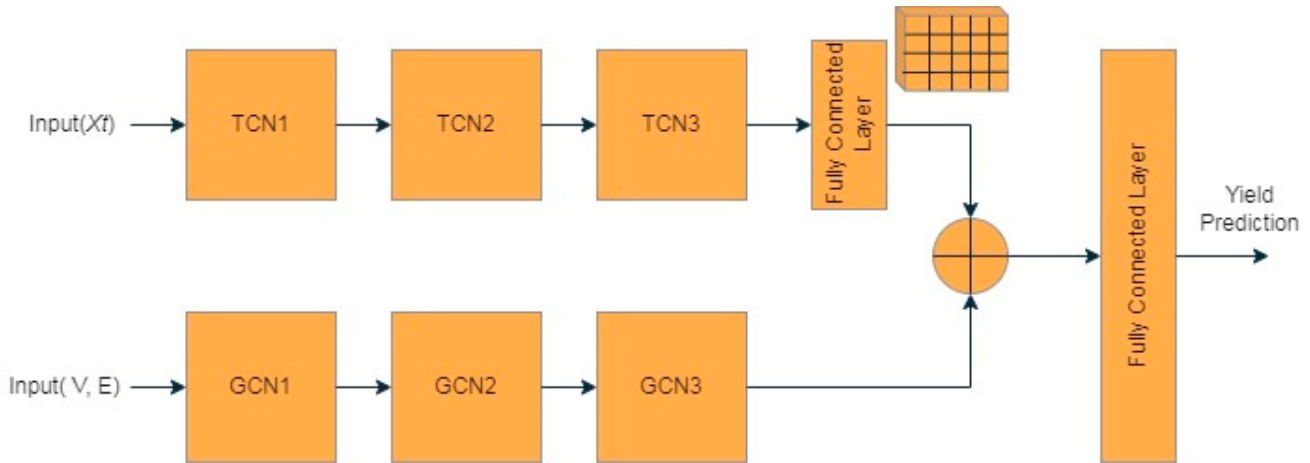 Input(Xt)
TCN1
TCN2
TCN3
Fully Connected
Layer
Fully Connected Layer
Yield
Prediction
Input( V, E)
GCN1
GCN2
GCN3